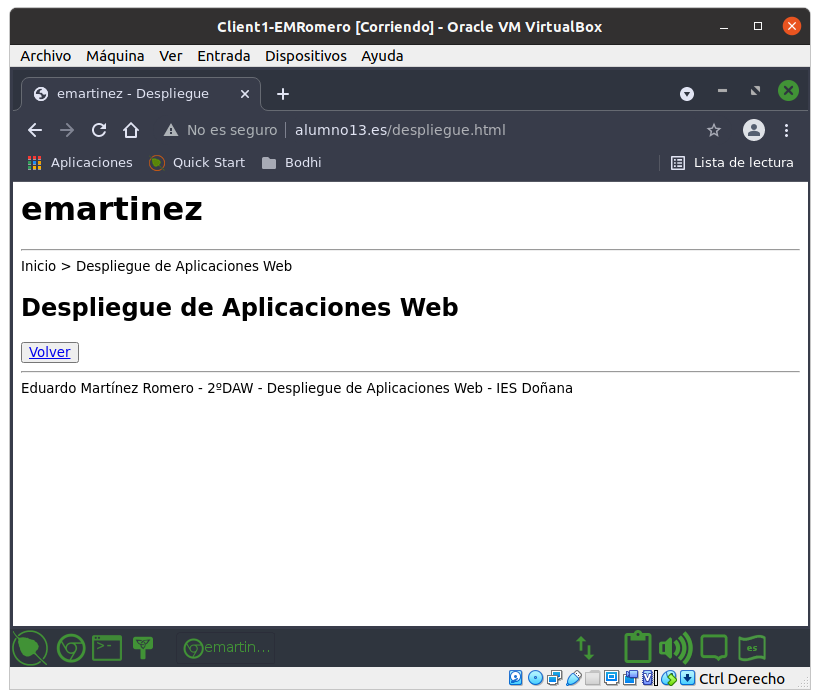 Client1-EMRomero [Corriendo] - Oracle VM VirtualBox
Archivo Máquina Ver Entrada Dispositivos Ayuda
emartinez - Despliegue
No es seguro alumno13.es/despliegue.html
Aplicaciones Quick Start Bodhi Lista de lectura
emartinez
Inicio > Despliegue de Aplicaciones Web
Despliegue de Aplicaciones Web
Volver
Eduardo Martínez Romero - 2ºDAW - Despliegue de Aplicaciones Web - IES Doñana
emartin... es
Ctrl Derecho